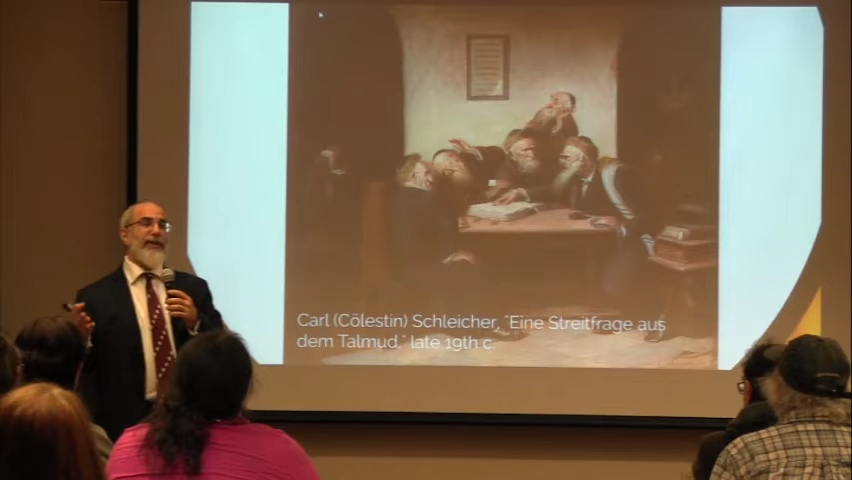 Carl (Cölestin) Schleicher, "Eine Streitfrage aus
dem Talmud," late 19th c.